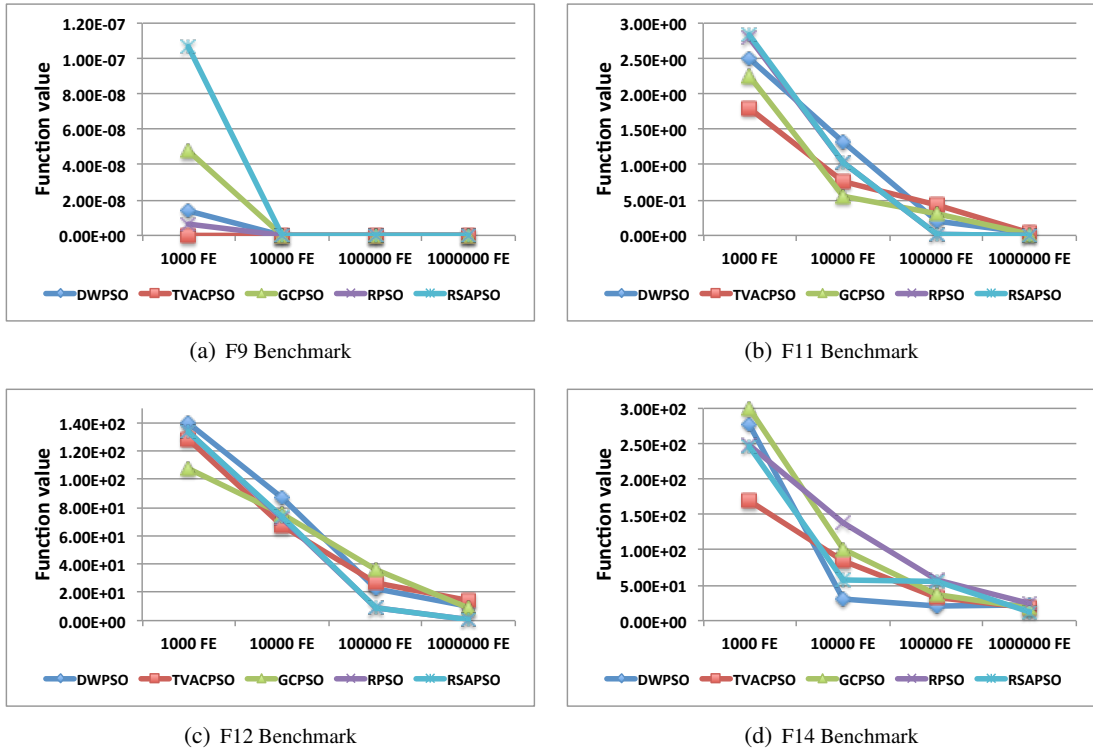 Function value
1.20E-07
1.00E-07
8.00E-08
6.00E-08
4.00E-08
2.00E-08
0.00E+00
1000 FE 10000 FE 100000 FE 1000000 FE
DWPSO TVACPSO GCPSO RPSO RSAPSO
(a) F9 Benchmark
Function value
3.00E+00
2.50E+00
2.00E+00
1.50E+00
1.00E+00
5.00E-01
0.00E+00
1000 FE 10000 FE 100000 FE 1000000 FE
DWPSO TVACPSO GCPSO RPSO RSAPSO
(b) F11 Benchmark
Function value
1.40E+02
1.20E+02
1.00E+02
8.00E+01
6.00E+01
4.00E+01
2.00E+01
0.00E+00
1000 FE 10000 FE 100000 FE 1000000 FE
DWPSO TVACPSO GCPSO RPSO RSAPSO
(c) F12 Benchmark
Function value
3.00E+02
2.50E+02
2.00E+02
1.50E+02
1.00E+02
5.00E+01
0.00E+00
1000 FE 10000 FE 100000 FE 1000000 FE
DWPSO TVACPSO GCPSO RPSO RSAPSO
(d) F14 Benchmark